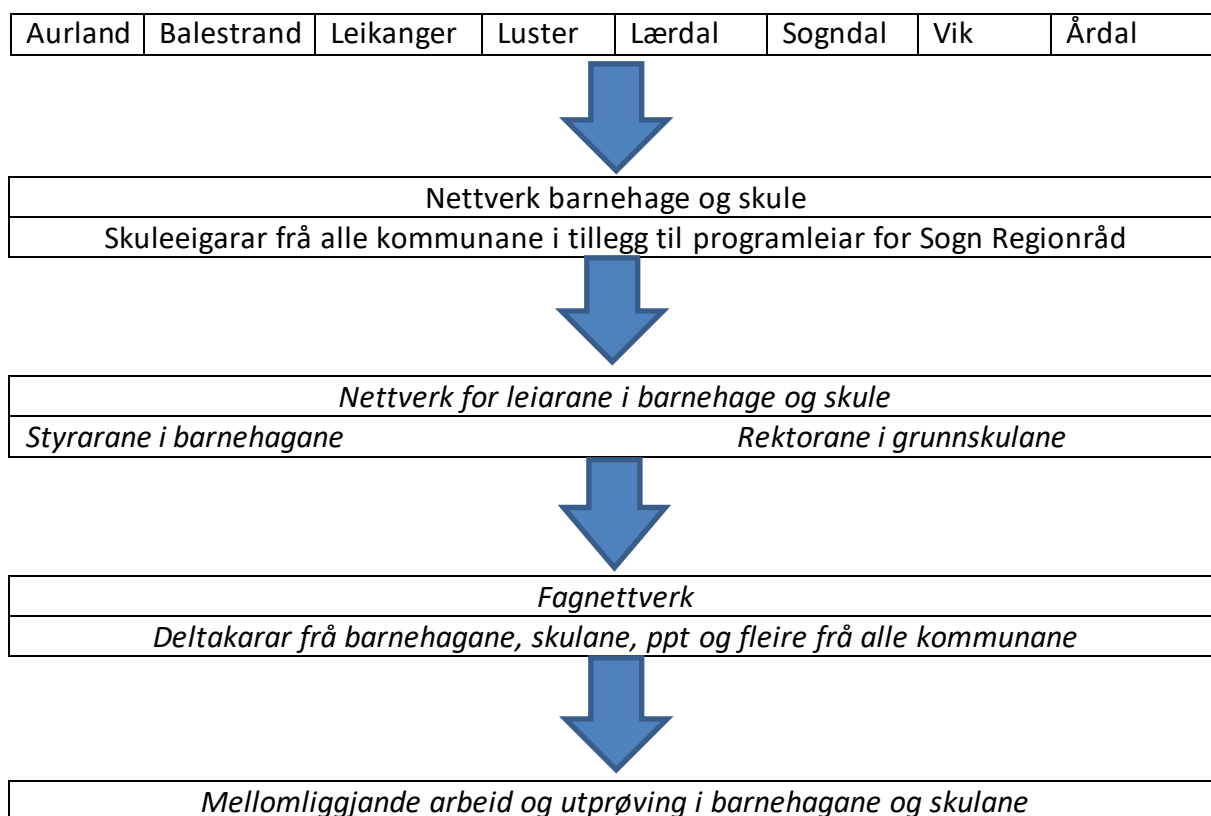 Aurland Balestrand Leikanger Luster Lærdal Sogndal Vik Årdal
Nettverk barnehage og skule
Skuleeigarar frå alle kommunane i tillegg til programleiar for Sogn Regionråd
Nettverk for leiarane i barnehage og skule
Styrarane i barnehagane Rektorane i grunnskulane
Fagnettverk
Deltakarar frå barnehagane, skulane, ppt og fleire frå alle kommunane
Mellomliggjande arbeid og utprøving i barnehagane og skulane